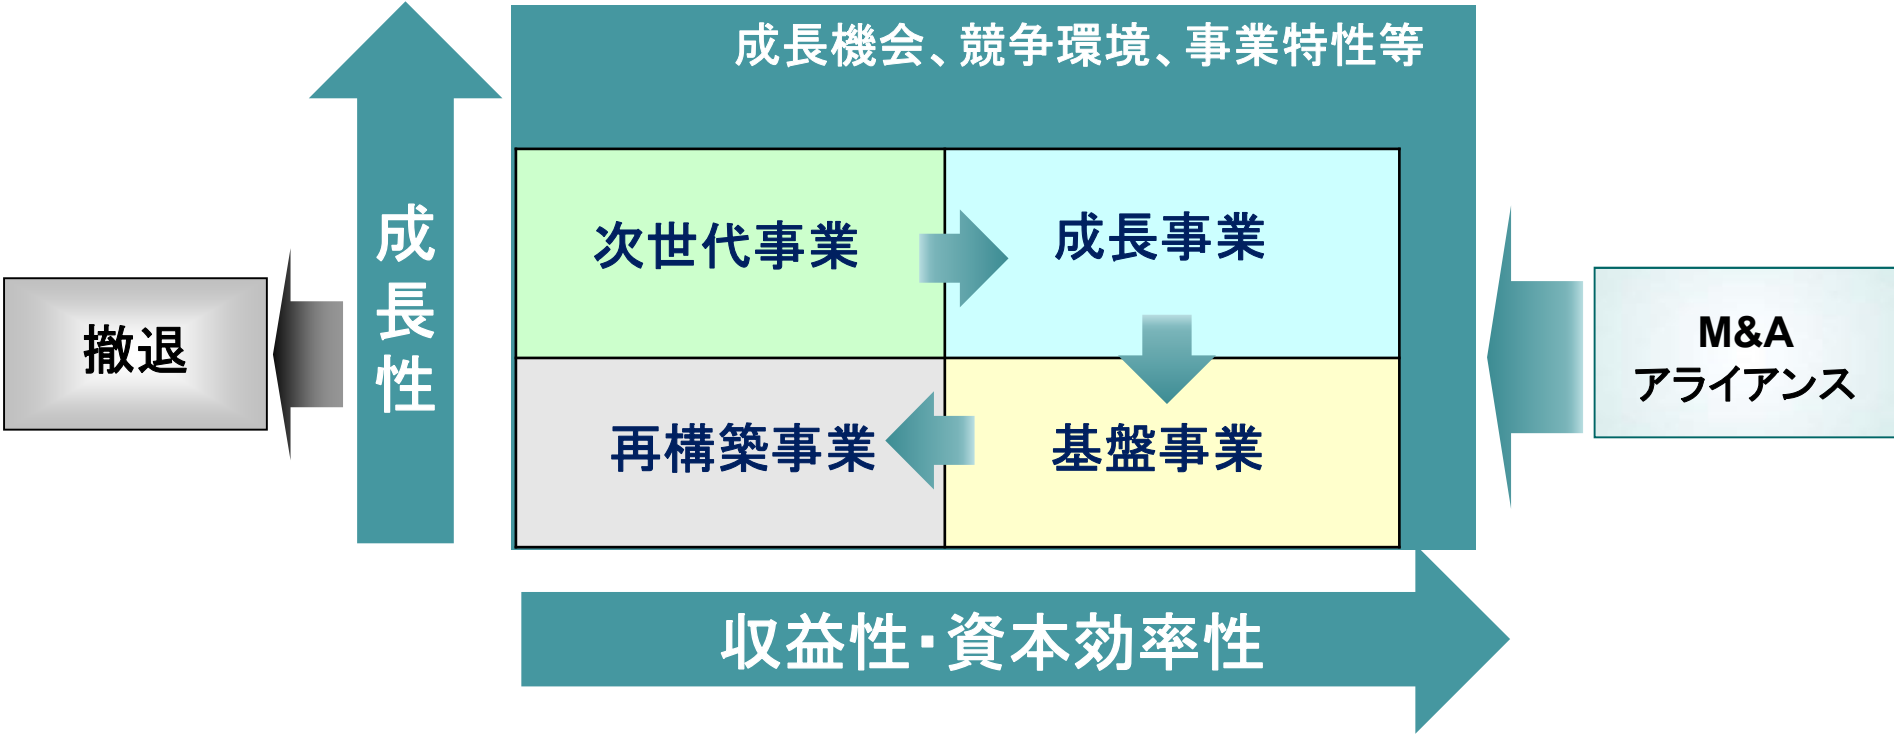 成長機会、競争環境、事業特性等
成長性
次世代事業
成長事業
撤退
M&A
アライアンス
再構築事業
基盤事業
収益性・資本効率性